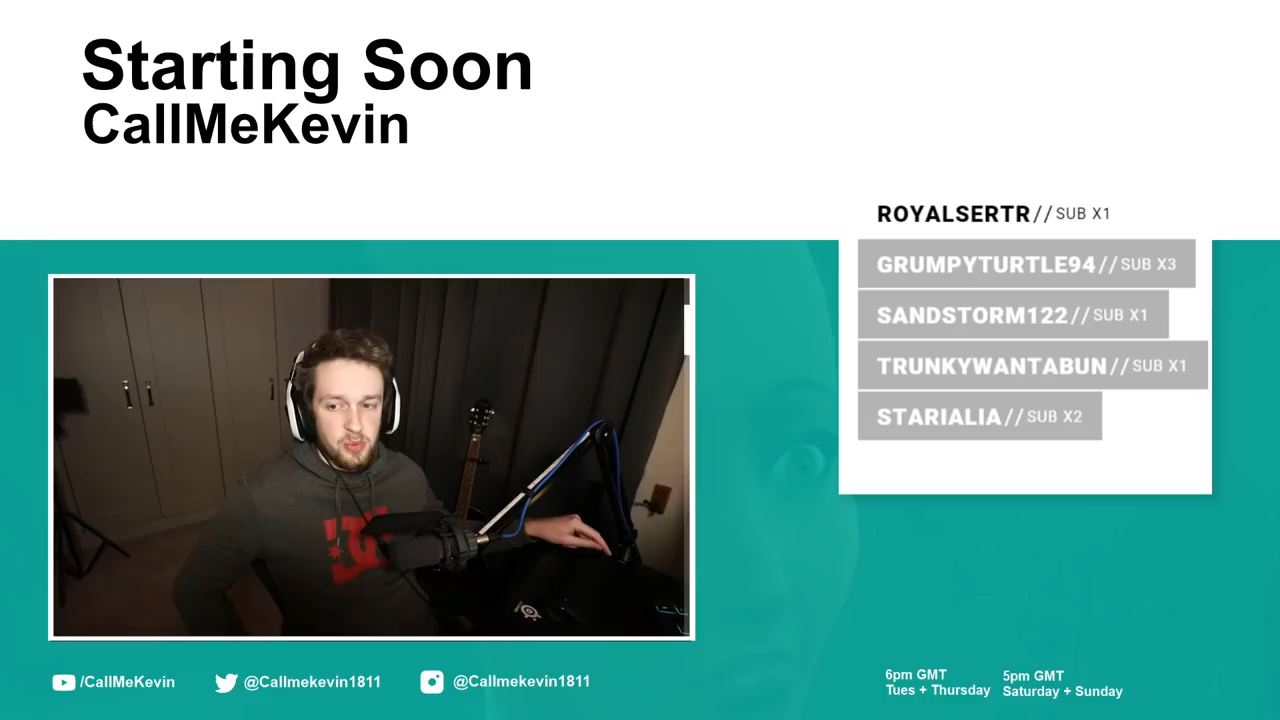 Starting Soon
CallMeKevin
ROYALSERTR // SUB X1
GRUMPYTURTLE94 // SUB X3
SANDSTORM122 // SUB X1
TRUNKYWANTABUN // SUB X1
STARIALIA // SUB X2
/CallMeKevin
@Callmekevin1811
@Callmekevin1811
6pm GMT
Tues + Thursday
5pm GMT
Saturday + Sunday